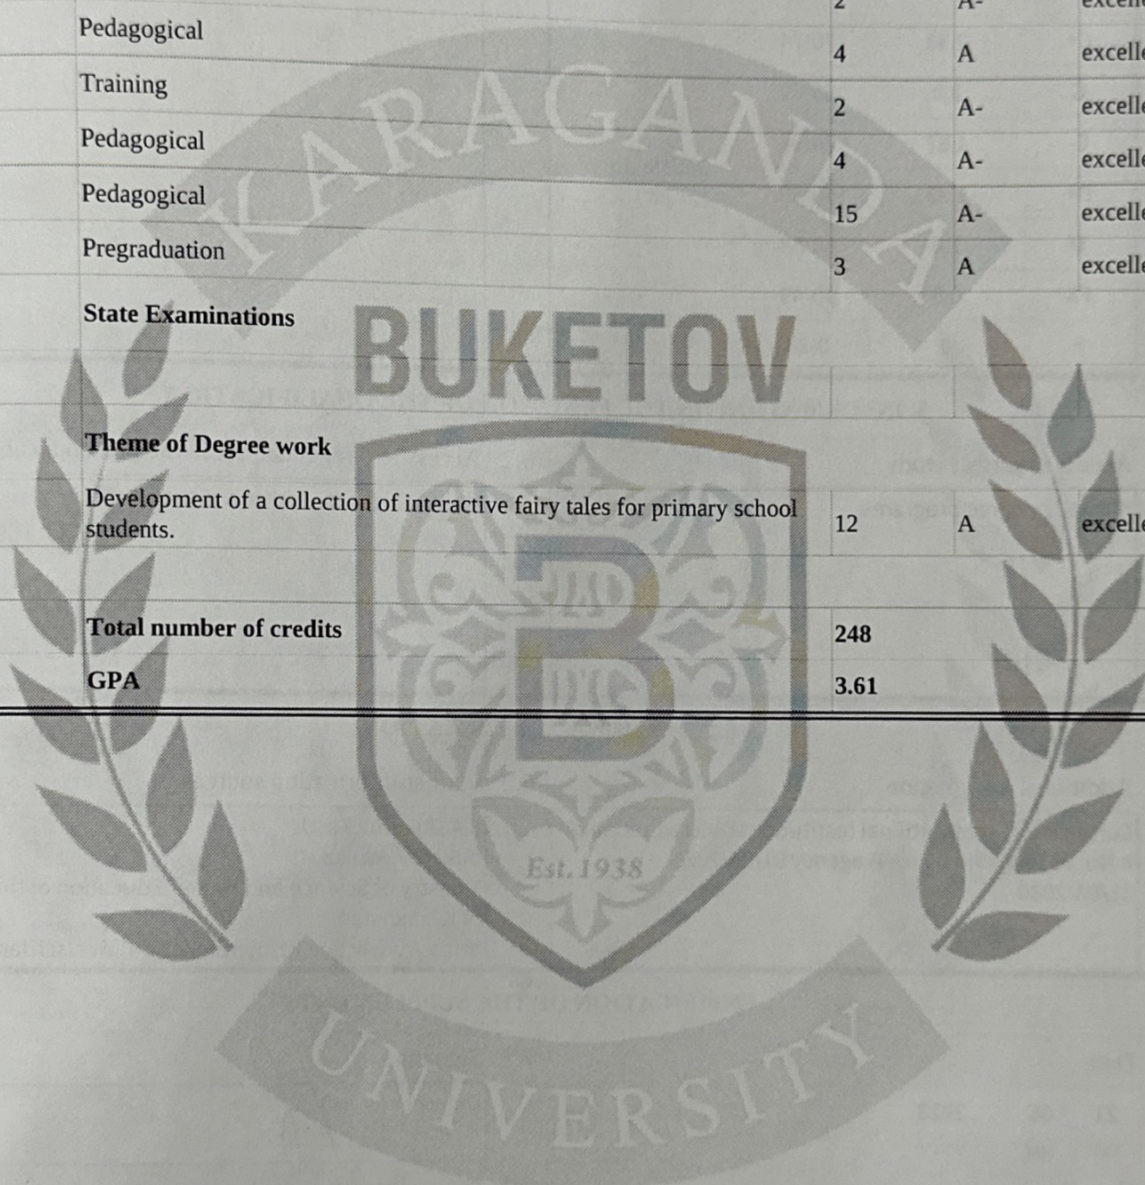 2 A-
Pedagogical 4 A
Training 2 A-
Pedagogical 4 A-
Pedagogical 15 A-
Pregraduation 3 A
State Examinations
Theme of Degree work
Development of a collection of interactive fairy tales for primary school
students. 12 A
Total number of credits 248
GPA 3.61
KARAGANDA
BUKETOV
B
Est. 1938
UNIVERSITY